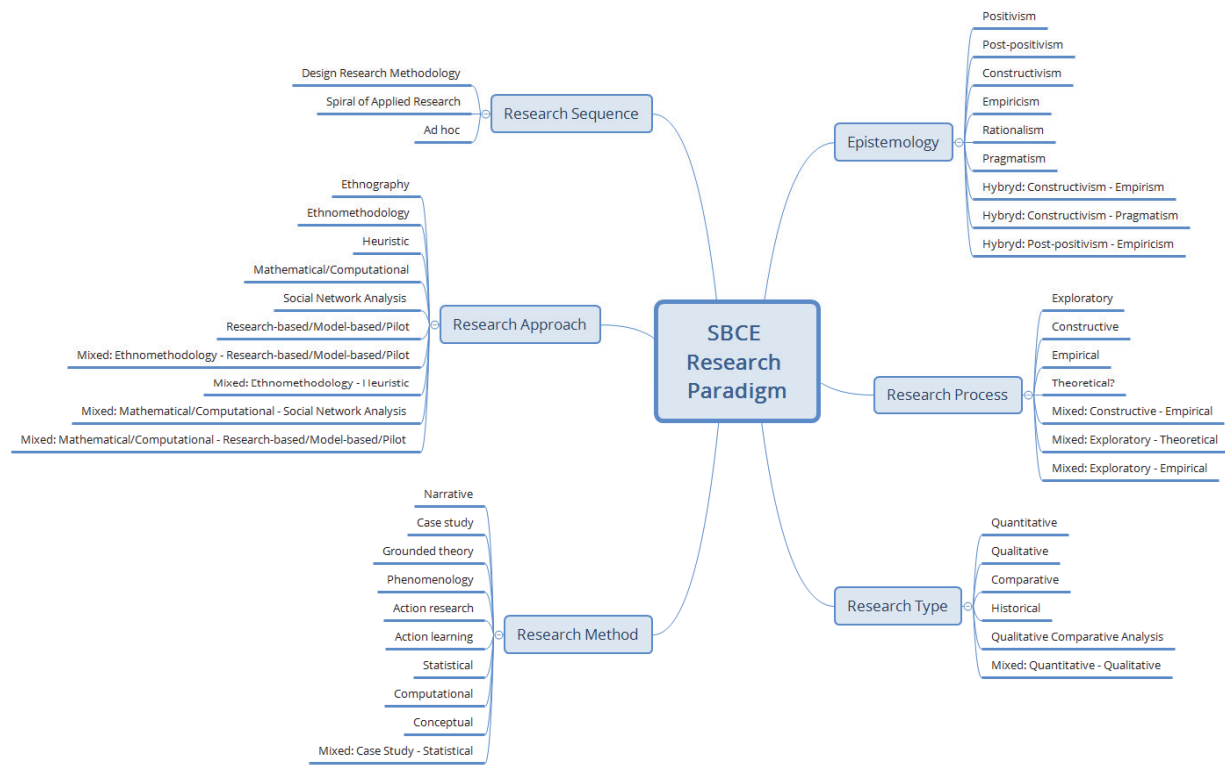 SBCE
Research
Paradigm
Research Sequence
Design Research Methodology
Spiral of Applied Research
Ad hoc
Research Approach
Ethnography
Ethnomethodology
Heuristic
Mathematical/Computational
Social Network Analysis
Research-based/Model-based/Pilot
Mixed: Ethnomethodology - Research-based/Model-based/Pilot
Mixed: Ethnomethodology - Heuristic
Mixed: Mathematical/Computational - Social Network Analysis
Mixed: Mathematical/Computational - Research-based/Model-based/Pilot
Research Method
Narrative
Case study
Grounded theory
Phenomenology
Action research
Action learning
Statistical
Computational
Conceptual
Mixed: Case Study - Statistical
Epistemology
Positivism
Post-positivism
Constructivism
Empiricism
Rationalism
Pragmatism
Hybryd: Constructivism - Empirism
Hybryd: Constructivism - Pragmatism
Hybryd: Post-positivism - Empiricism
Research Process
Exploratory
Constructive
Empirical
Theoretical?
Mixed: Constructive - Empirical
Mixed: Exploratory - Theoretical
Mixed: Exploratory - Empirical
Research Type
Quantitative
Qualitative
Comparative
Historical
Qualitative Comparative Analysis
Mixed: Quantitative - Qualitative